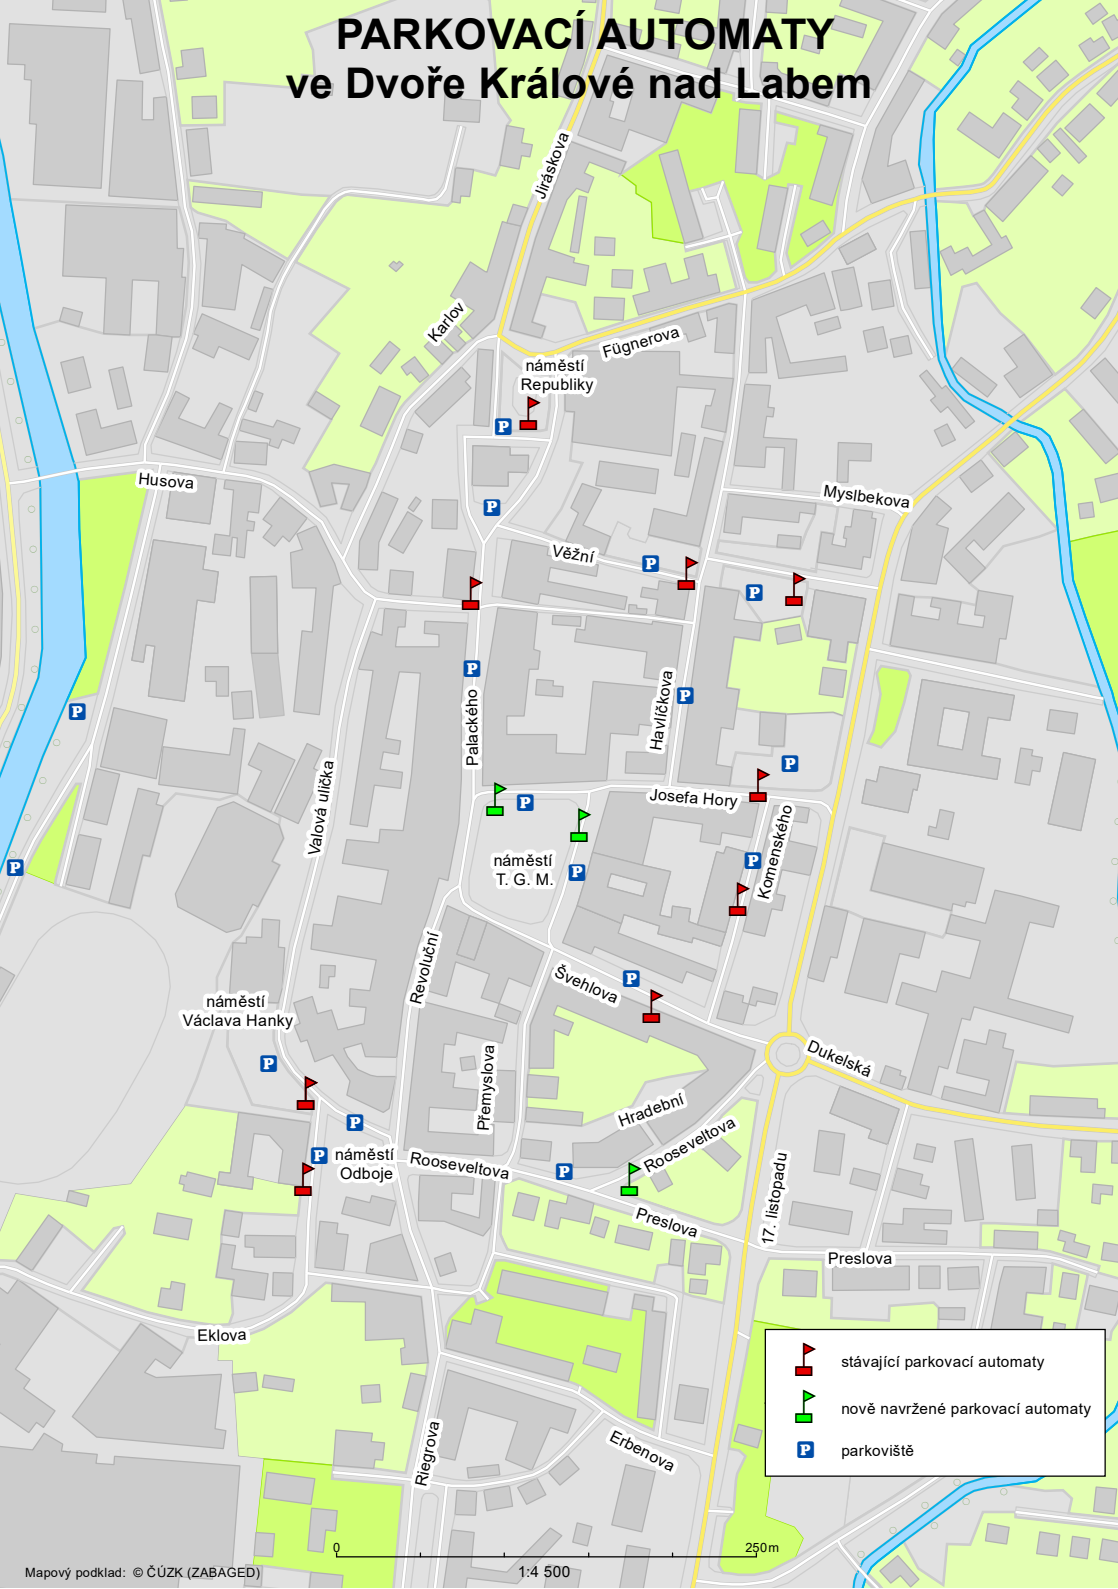 PARKOVACÍ AUTOMATY
ve Dvoře Králové nad Labem
Jiráskova
Karlov
Fügnerova
náměstí
Republiky
P
Husova
Myslbekova
P
Věžní
P
P
P
Palackého
Havlíčkova
P
P
Valová ulička
P
Josefa Hory
P
Komenského
P
náměstí
T. G. M.
P
P
Revoluční
Švehlova
P
náměstí
Václava Hanky
P
Dukelská
Přemyslova
Hradební
P
Rooseveltova
P
náměstí
Odboje
Rooseveltova
P
17. listopadu
Preslova
Preslova
Eklova
stávající parkovací automaty
nově navržené parkovací automaty
P parkoviště
Riegrova
Erbenova
0 250m
1:4 500
Mapový podklad: © ČÚZK (ZABAGED)